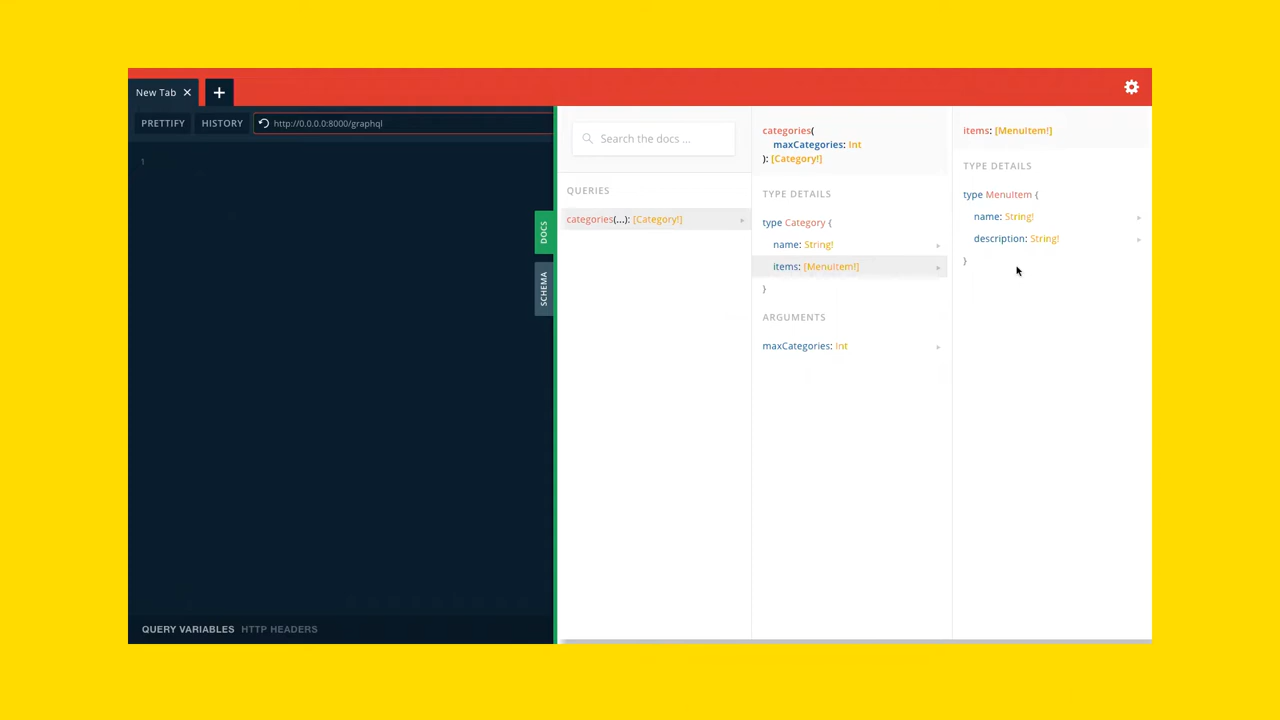 New Tab ✕ +
PRETTIFY HISTORY http://0.0.0.0:8000/graphql
1
DOCS
SCHEMA
QUERY VARIABLES HTTP HEADERS
Search the docs ...
QUERIES
categories(...): [Category!]
categories(
maxCategories: Int
): [Category!]
TYPE DETAILS
type Category {
name: String!
items: [MenuItem!]
}
ARGUMENTS
maxCategories: Int
items: [MenuItem!]
TYPE DETAILS
type MenuItem {
name: String!
description: String!
}